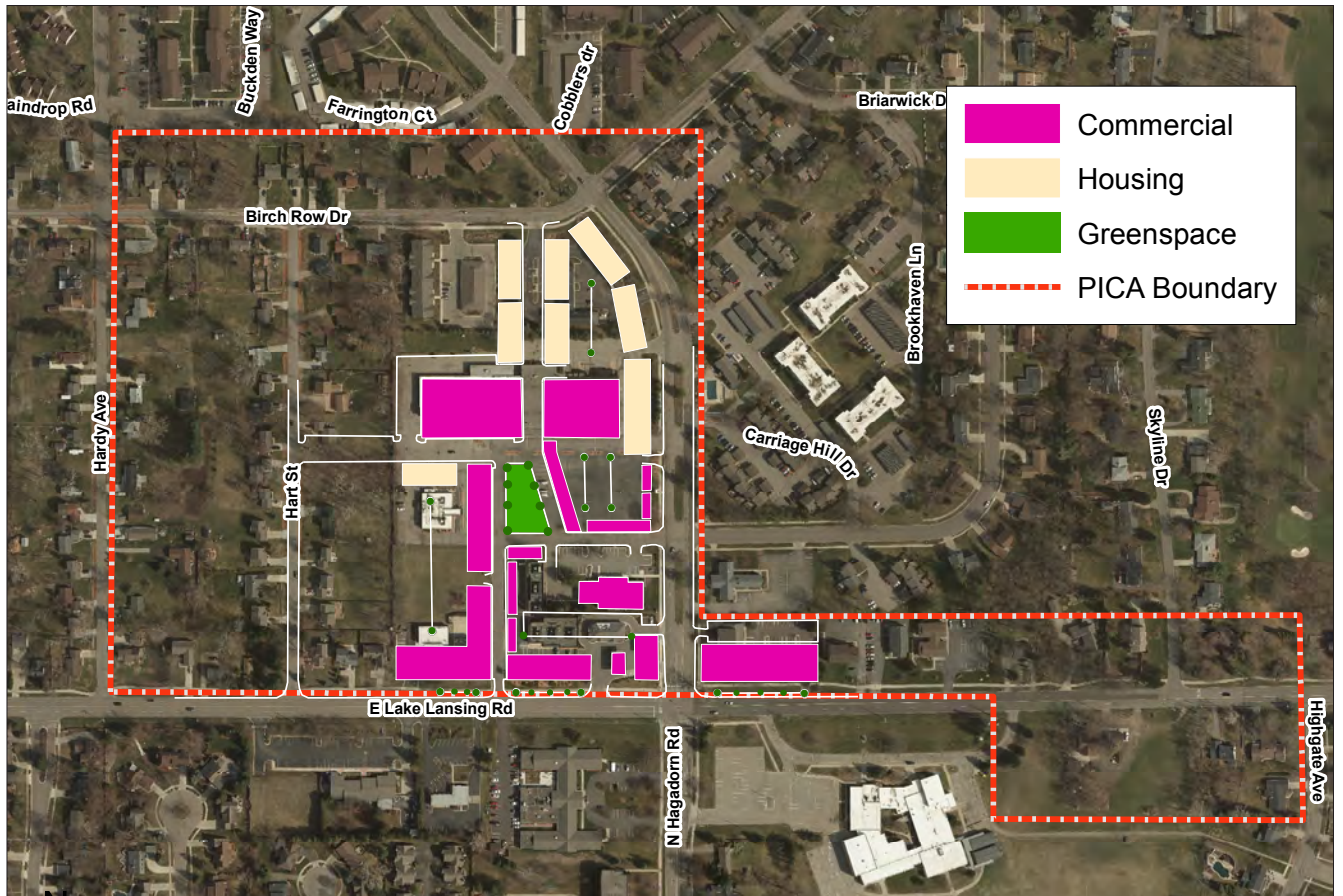 aindrop Rd
Buckden Way
Farrington Ct
Cobblers dr
Briarwick D
Commercial
Housing
Greenspace
PICA Boundary
Birch Row Dr
Brookhaven Ln
Hardy Ave
Hart St
Carriage Hill Dr
Skyline Dr
E Lake Lansing Rd
N Hagadorn Rd
Highgate Ave